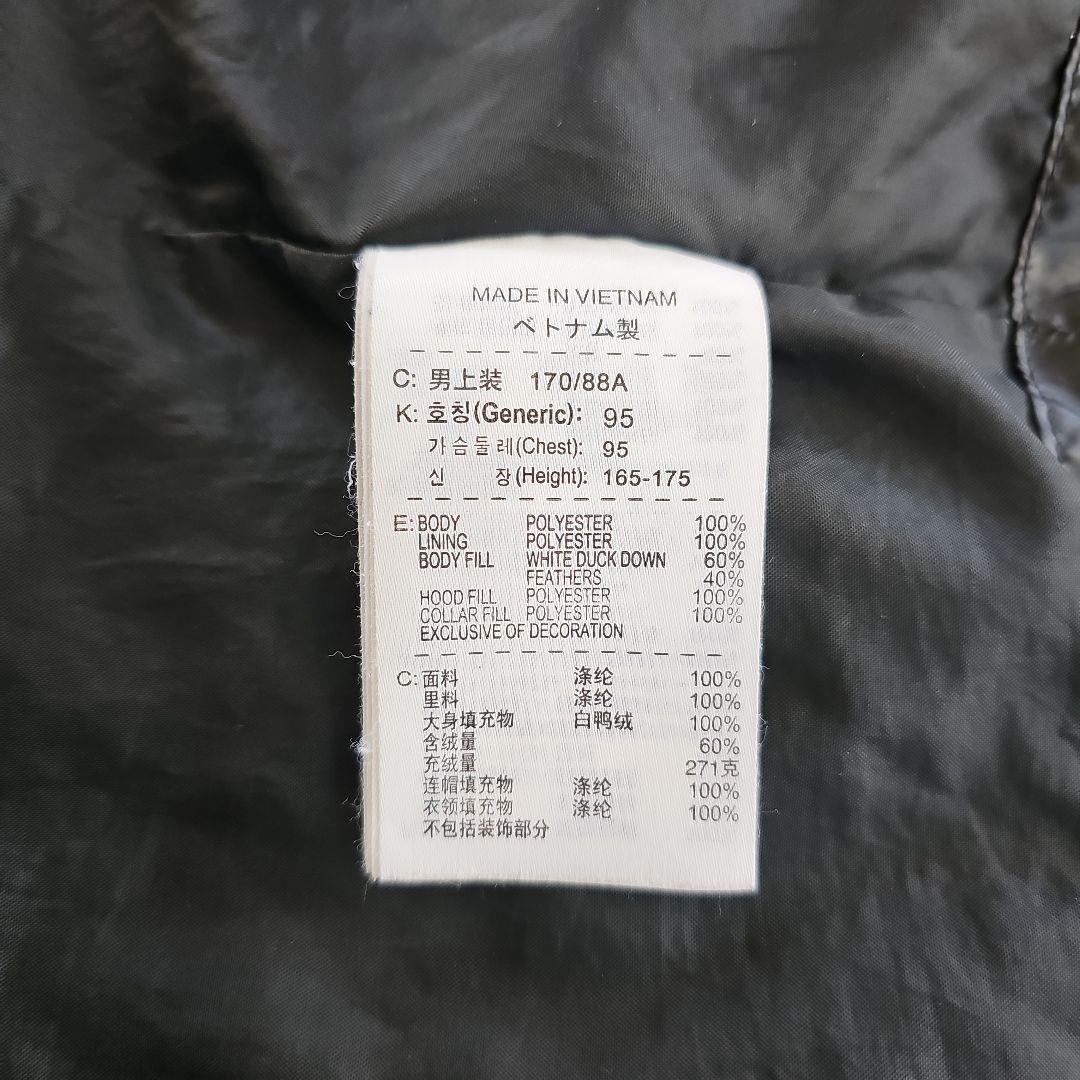 MADE IN VIETNAM
ベトナム製
C: 男上装 170/88A
K: 호칭(Generic): 95
가슴둘레(Chest): 95
신 장(Height): 165-175
E: BODY POLYESTER 100%
LINING POLYESTER 100%
BODY FILL WHITE DUCK DOWN 60%
FEATHERS 40%
HOOD FILL POLYESTER 100%
COLLAR FILL POLYESTER 100%
EXCLUSIVE OF DECORATION
C: 面料 涤纶 100%
里料 涤纶 100%
大身填充物 白鸭绒 100%
含绒量 60%
充绒量 271克
连帽填充物 涤纶 100%
衣领填充物 涤纶 100%
不包括装饰部分